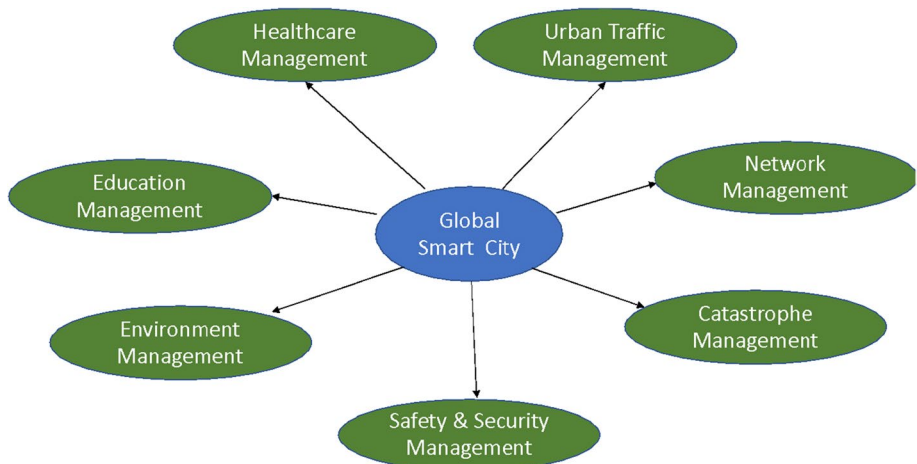 Healthcare
Management
Urban Traffic
Management
Education
Management
Network
Management
Global
Smart City
Environment
Management
Catastrophe
Management
Safety & Security
Management